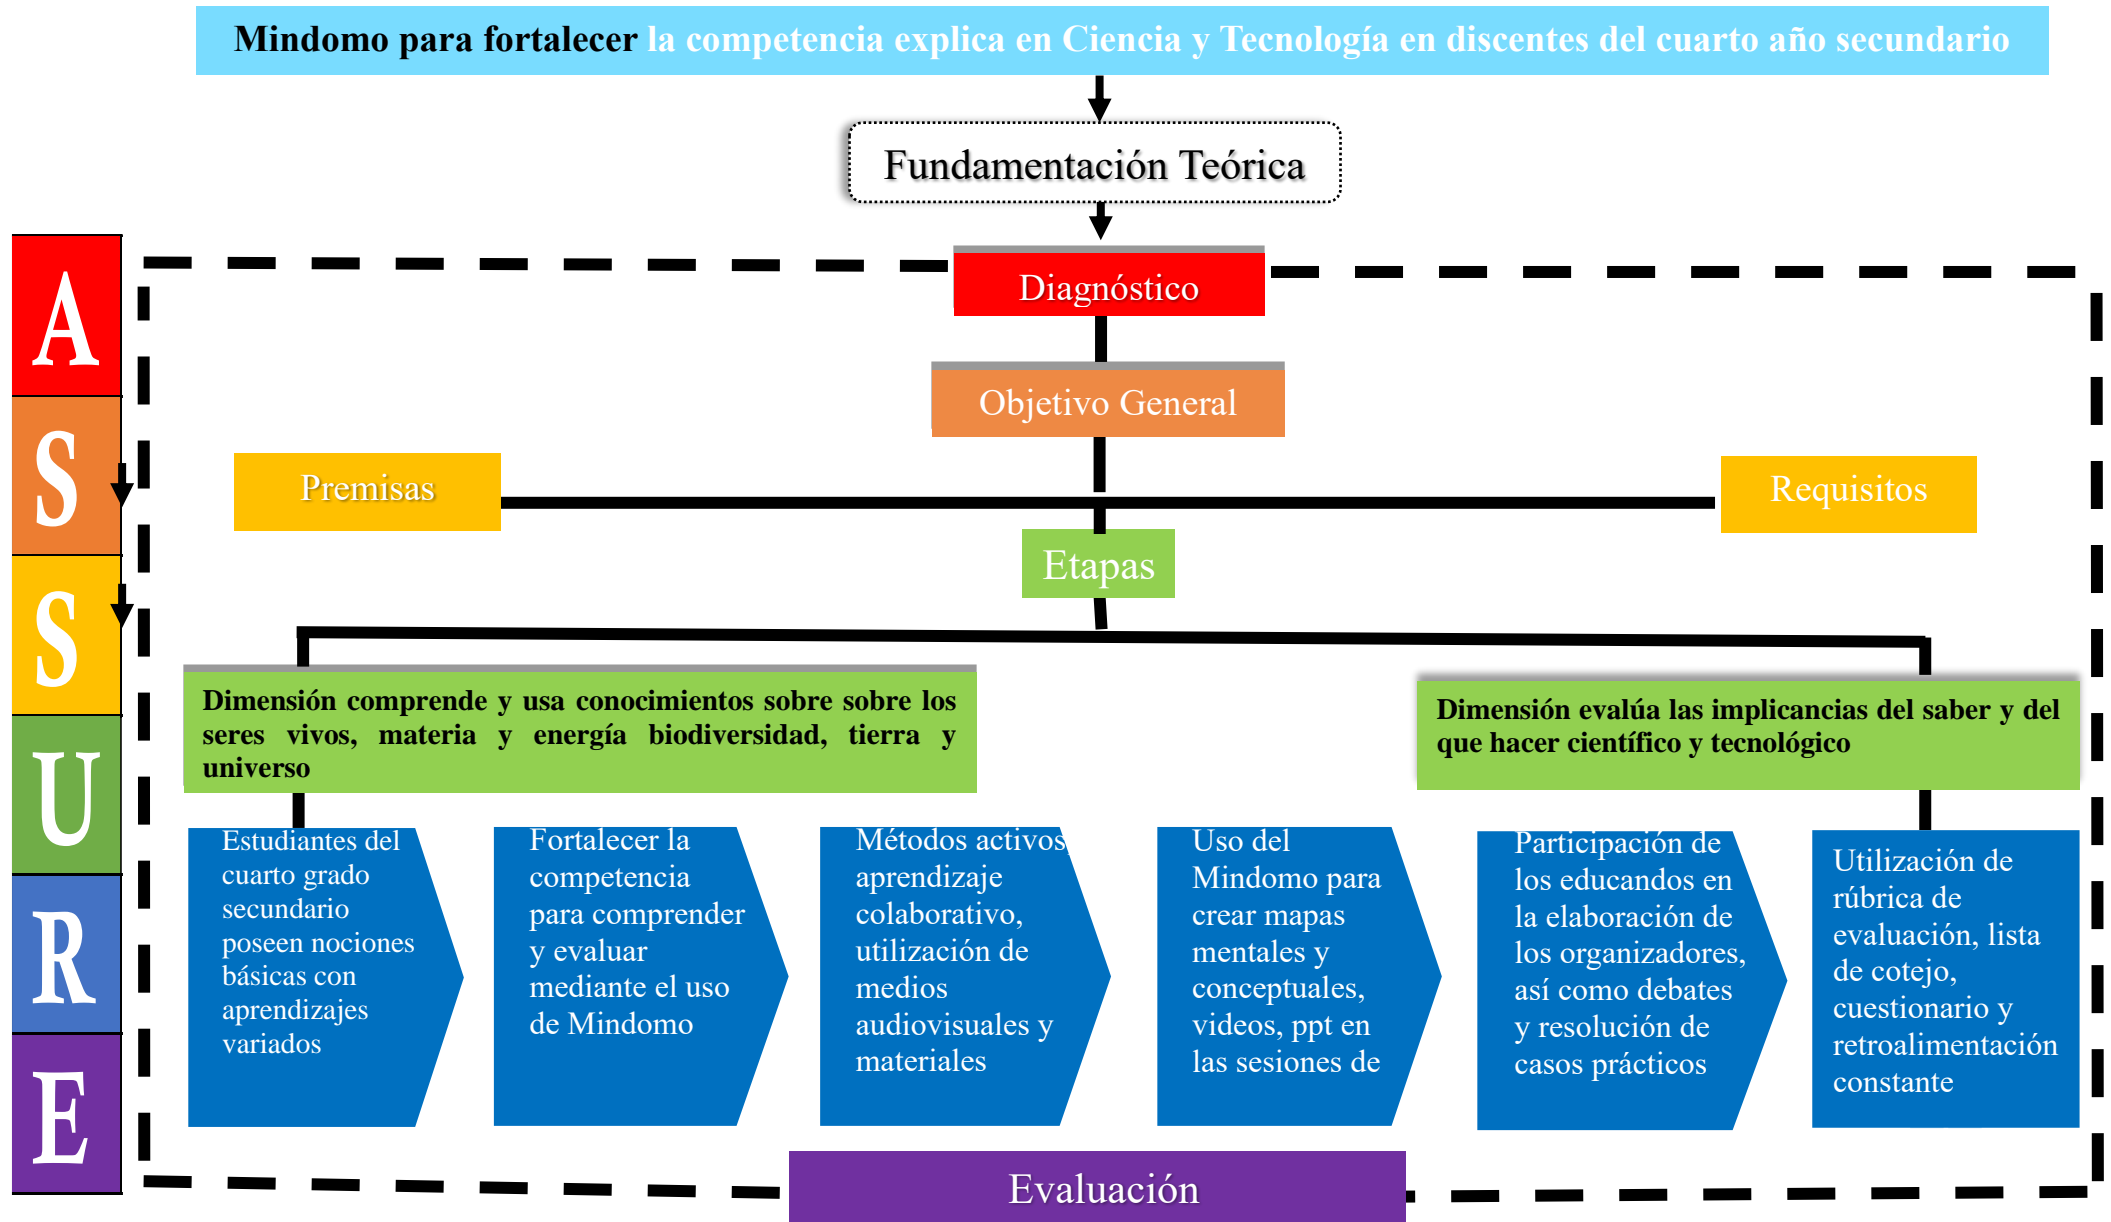 Mindomo para fortalecer la competencia explica en Ciencia y Tecnología en discentes del cuarto año secundario
Fundamentación Teórica
A
S
S
U
R
E
Diagnóstico
Objetivo General
Premisas
Requisitos
Etapas
Dimensión comprende y usa conocimientos sobre sobre los
seres vivos, materia y energía biodiversidad, tierra y
universo
Dimensión evalúa las implicancias del saber y del
que hacer científico y tecnológico
Estudiantes del
cuarto grado
secundario
poseen nociones
básicas con
aprendizajes
variados
Fortalecer la
competencia
para comprender
y evaluar
mediante el uso
de Mindomo
Métodos activos,
aprendizaje
colaborativo,
utilización de
medios
audiovisuales y
materiales
Uso del
Mindomo para
crear mapas
mentales y
conceptuales,
videos, ppt en
las sesiones de
Participación de
los educandos en
la elaboración de
los organizadores,
así como debates
y resolución de
casos prácticos
Utilización de
rúbrica de
evaluación, lista
de cotejo,
cuestionario y
retroalimentación
constante
Evaluación